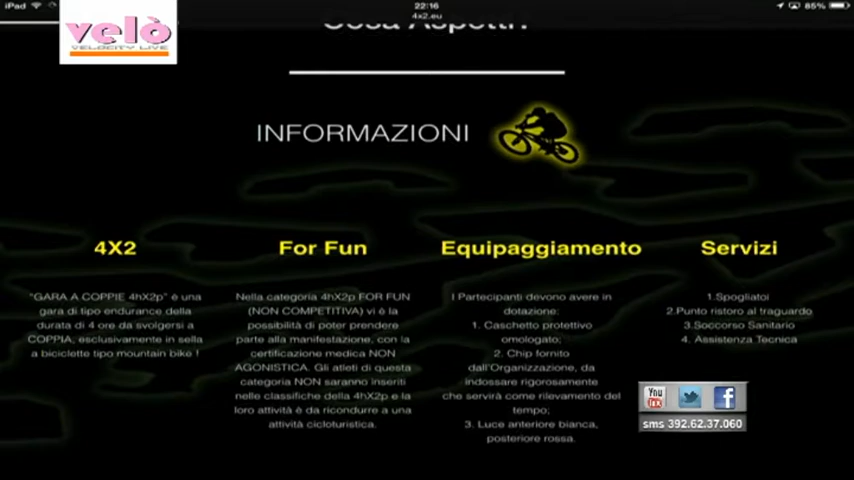 iPad
22:16
85%
4x2.eu
velò
VELOCITY LIVE
Cosa Aspetti?
INFORMAZIONI
4X2
"GARA A COPPIE 4hX2p" è una
gara di tipo endurance della
durata di 4 ore da svolgersi a
COPPIA, esclusivamente in sella
a biciclette tipo mountain bike !
For Fun
Nella categoria 4hX2p FOR FUN
(NON COMPETITIVA) vi è la
possibilità di poter prendere
parte alla manifestazione, con la
certificazione medica NON
AGONISTICA. Gli atleti di questa
categoria NON saranno inseriti
nelle classifiche della 4hX2p e la
loro attività è da ricondurre a una
attività cicloturistica.
Equipaggiamento
I Partecipanti devono avere in
dotazione:
1. Caschetto protettivo
omologato;
2. Chip fornito
dall'Organizzazione, da
indossare rigorosamente
che servirà come rilevamento del
tempo;
3. Luce anteriore bianca,
posteriore rossa.
Servizi
1.Spogliatoi
2.Punto ristoro al traguardo
3.Soccorso Sanitario
4. Assistenza Tecnica
You
f
sms 392.62.37.060